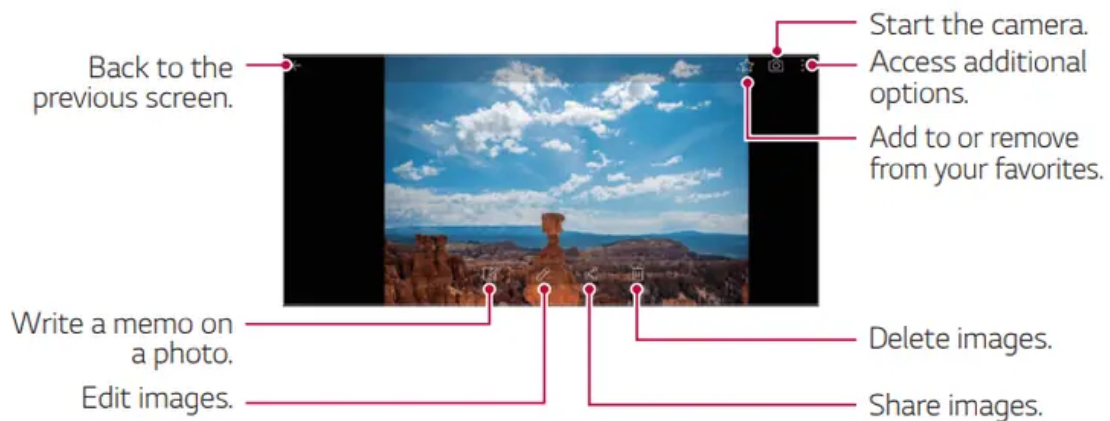 Start the camera.
Back to the
previous screen.
Access additional
options.
Add to or remove
from your favorites.
Write a memo on
a photo.
Edit images.
Delete images.
Share images.